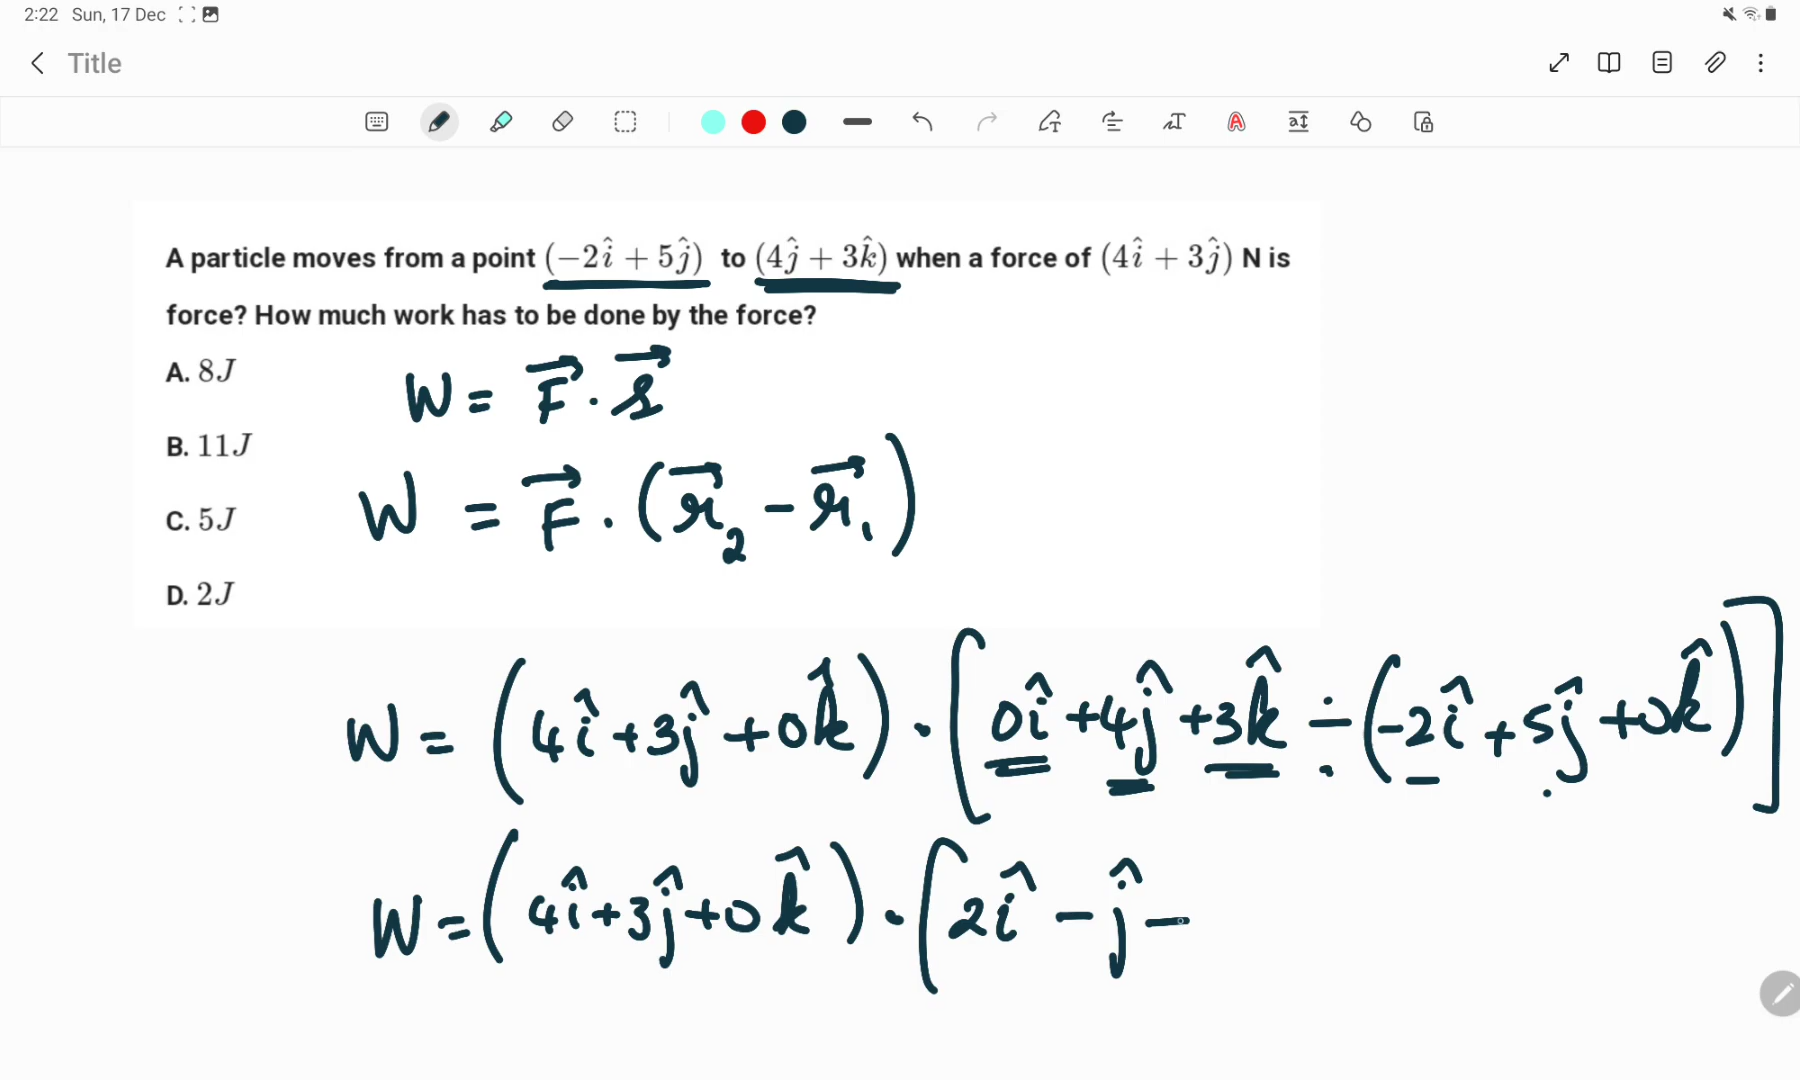 2:22 Sun, 17 Dec
Title
A particle moves from a point (−2î + 5ĵ) to (4ĵ + 3k̂) when a force of (4î + 3ĵ) N is
force? How much work has to be done by the force?
A. 8J
B. 11J
C. 5J
D. 2J
W = F⃗ · s⃗
W = F⃗ · (r⃗₂ − r⃗₁)
W = (4î + 3ĵ + 0k̂) · [0î + 4ĵ + 3k̂ ÷ (−2î + 5ĵ + 0k̂)]
W = (4î + 3ĵ + 0k̂) · (2î − ĵ −